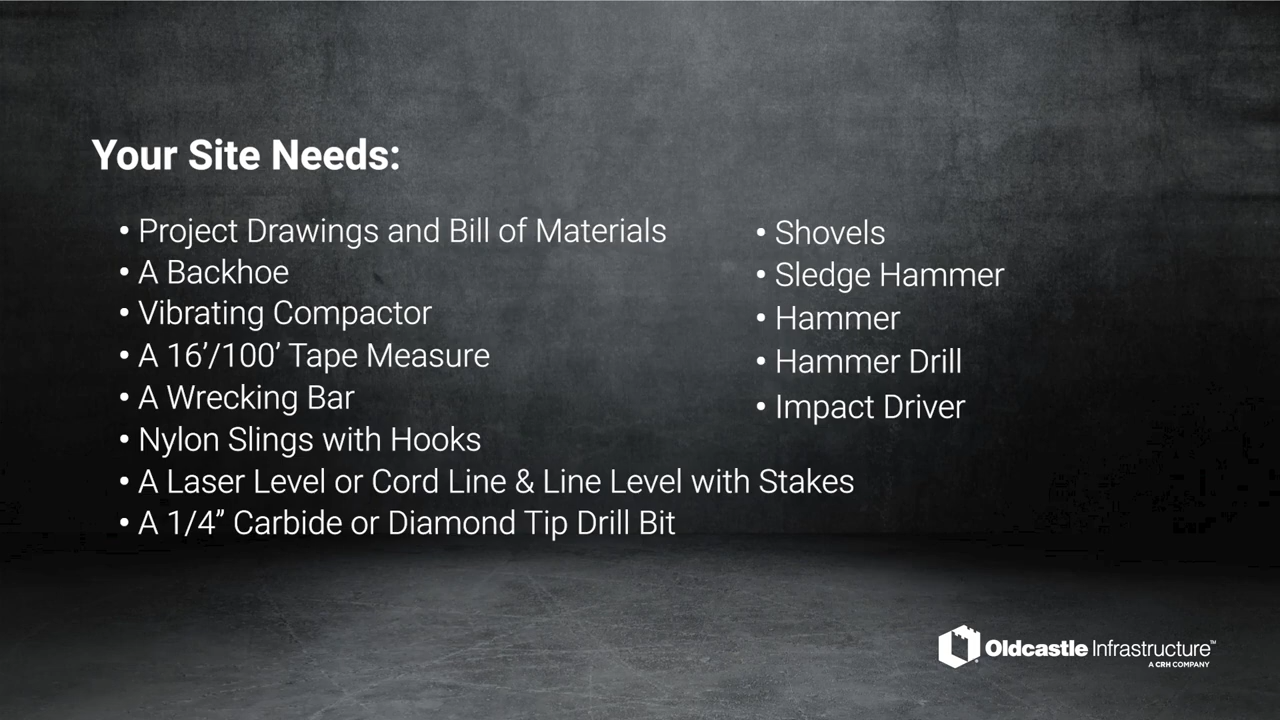 Your Site Needs:
• Project Drawings and Bill of Materials
• A Backhoe
• Vibrating Compactor
• A 16’/100’ Tape Measure
• A Wrecking Bar
• Nylon Slings with Hooks
• A Laser Level or Cord Line & Line Level with Stakes
• A 1/4” Carbide or Diamond Tip Drill Bit
• Shovels
• Sledge Hammer
• Hammer
• Hammer Drill
• Impact Driver
Oldcastle Infrastructure™
A CRH COMPANY